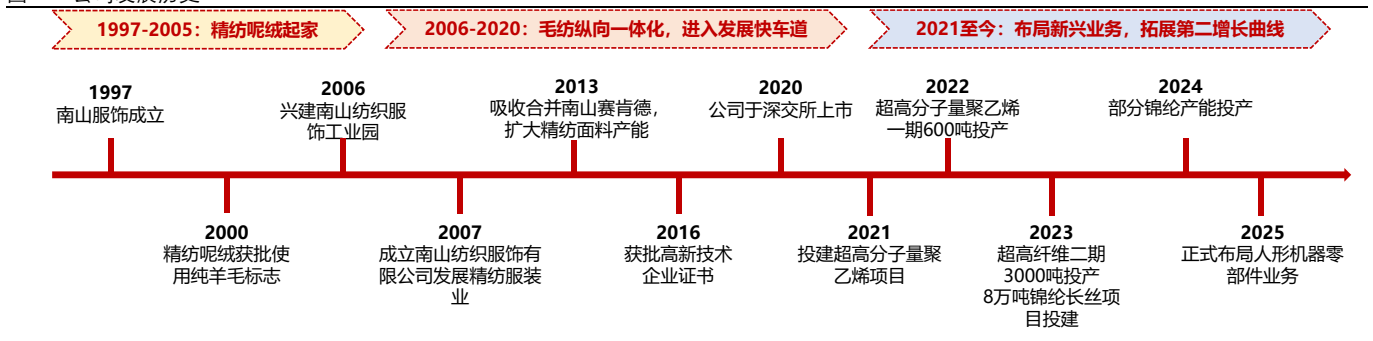 1997-2005：精纺呢绒起家
2006-2020：毛纺纵向一体化，进入发展快车道
2021至今：布局新兴业务，拓展第二增长曲线
1997
南山服饰成立
2006
兴建南山纺织服
饰工业园
2013
吸收合并南山赛肯德，
扩大精纺面料产能
2020
公司于深交所上市
2022
超高分子量聚乙烯
一期600吨投产
2024
部分锦纶产能投产
2000
精纺呢绒获批使
用纯羊毛标志
2007
成立南山纺织服饰有
限公司发展精纺服装
业
2016
获批高新技术
企业证书
2021
投建超高分子量聚
乙烯项目
2023
超高纤维二期
3000吨投产
8万吨锦纶长丝项
目投建
2025
正式布局人形机器零
部件业务